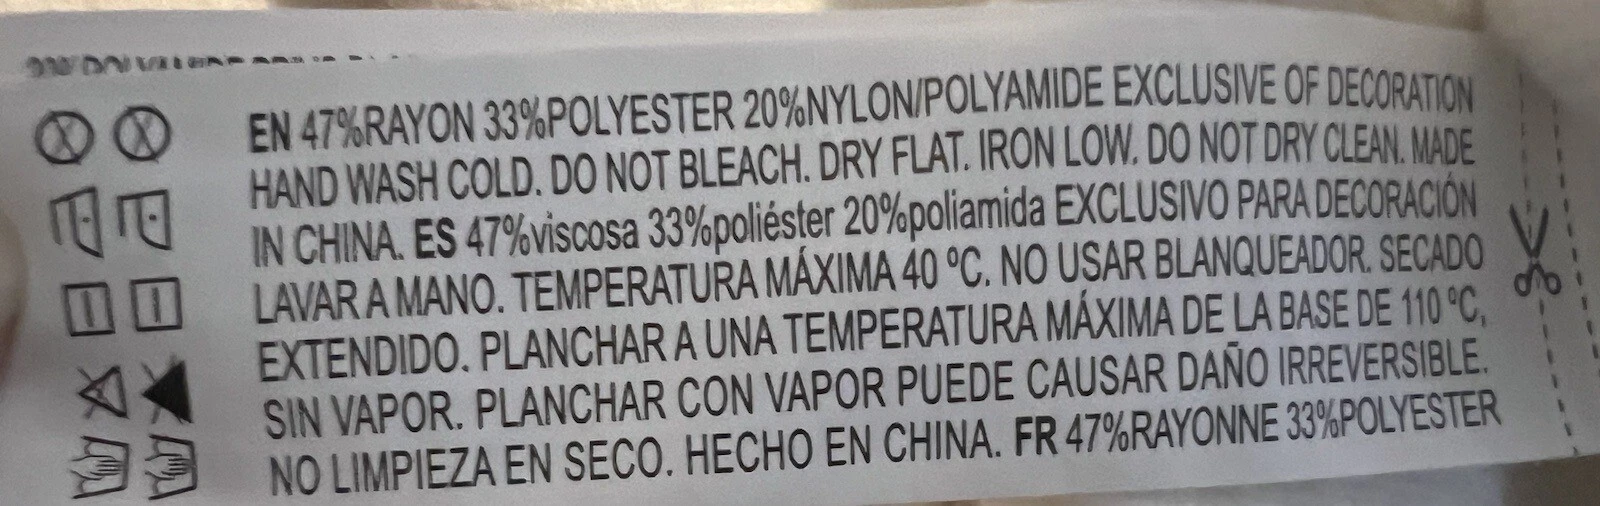 EN 47%RAYON 33%POLYESTER 20%NYLON/POLYAMIDE EXCLUSIVE OF DECORATION
HAND WASH COLD. DO NOT BLEACH. DRY FLAT. IRON LOW. DO NOT DRY CLEAN. MADE
IN CHINA. ES 47%viscosa 33%poliéster 20%poliamida EXCLUSIVO PARA DECORACIÓN
LAVAR A MANO. TEMPERATURA MÁXIMA 40 ºC. NO USAR BLANQUEADOR. SECADO
EXTENDIDO. PLANCHAR A UNA TEMPERATURA MÁXIMA DE LA BASE DE 110 ºC,
SIN VAPOR. PLANCHAR CON VAPOR PUEDE CAUSAR DAÑO IRREVERSIBLE.
NO LIMPIEZA EN SECO. HECHO EN CHINA. FR 47%RAYONNE 33%POLYESTER